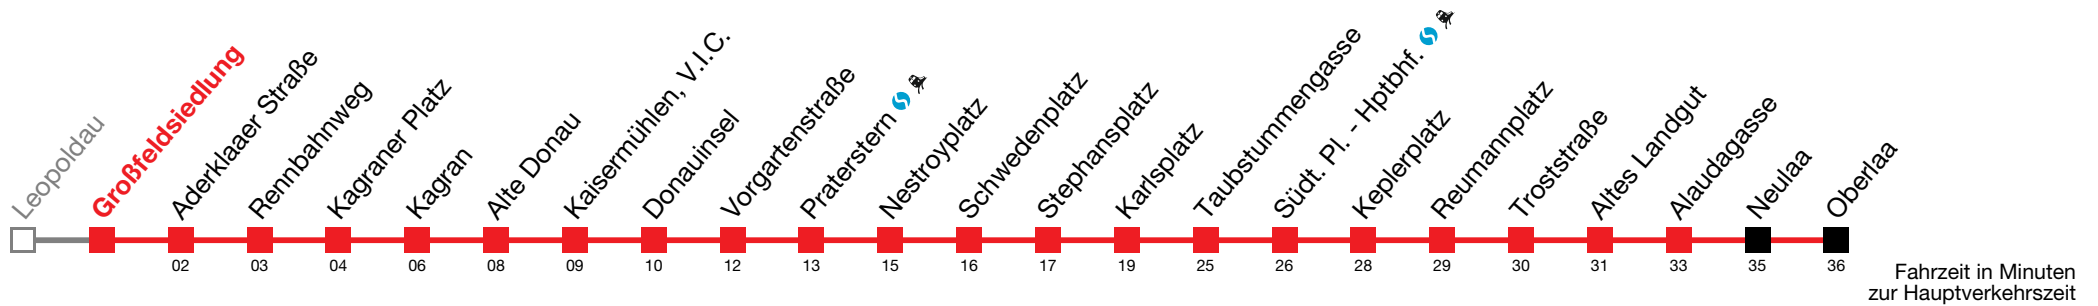 Leopoldau
Großfeldsiedlung
Aderklaaer Straße
Rennbahnweg
Kagraner Platz
Kagran
Alte Donau
Kaisermühlen, V.I.C.
Donauinsel
Vorgartenstraße
Praterstern
Nestroyplatz
Schwedenplatz
Stephansplatz
Karlsplatz
Taubstummengasse
Südt. Pl. - Hptbhf.
Keplerplatz
Reumannplatz
Troststraße
Altes Landgut
Alaudagasse
Neulaa
Oberlaa
02 03 04 06 08 09 10 12 13 15 16 17 19 25 26 28 29 30 31 33 35 36
Fahrzeit in Minuten
zur Hauptverkehrszeit